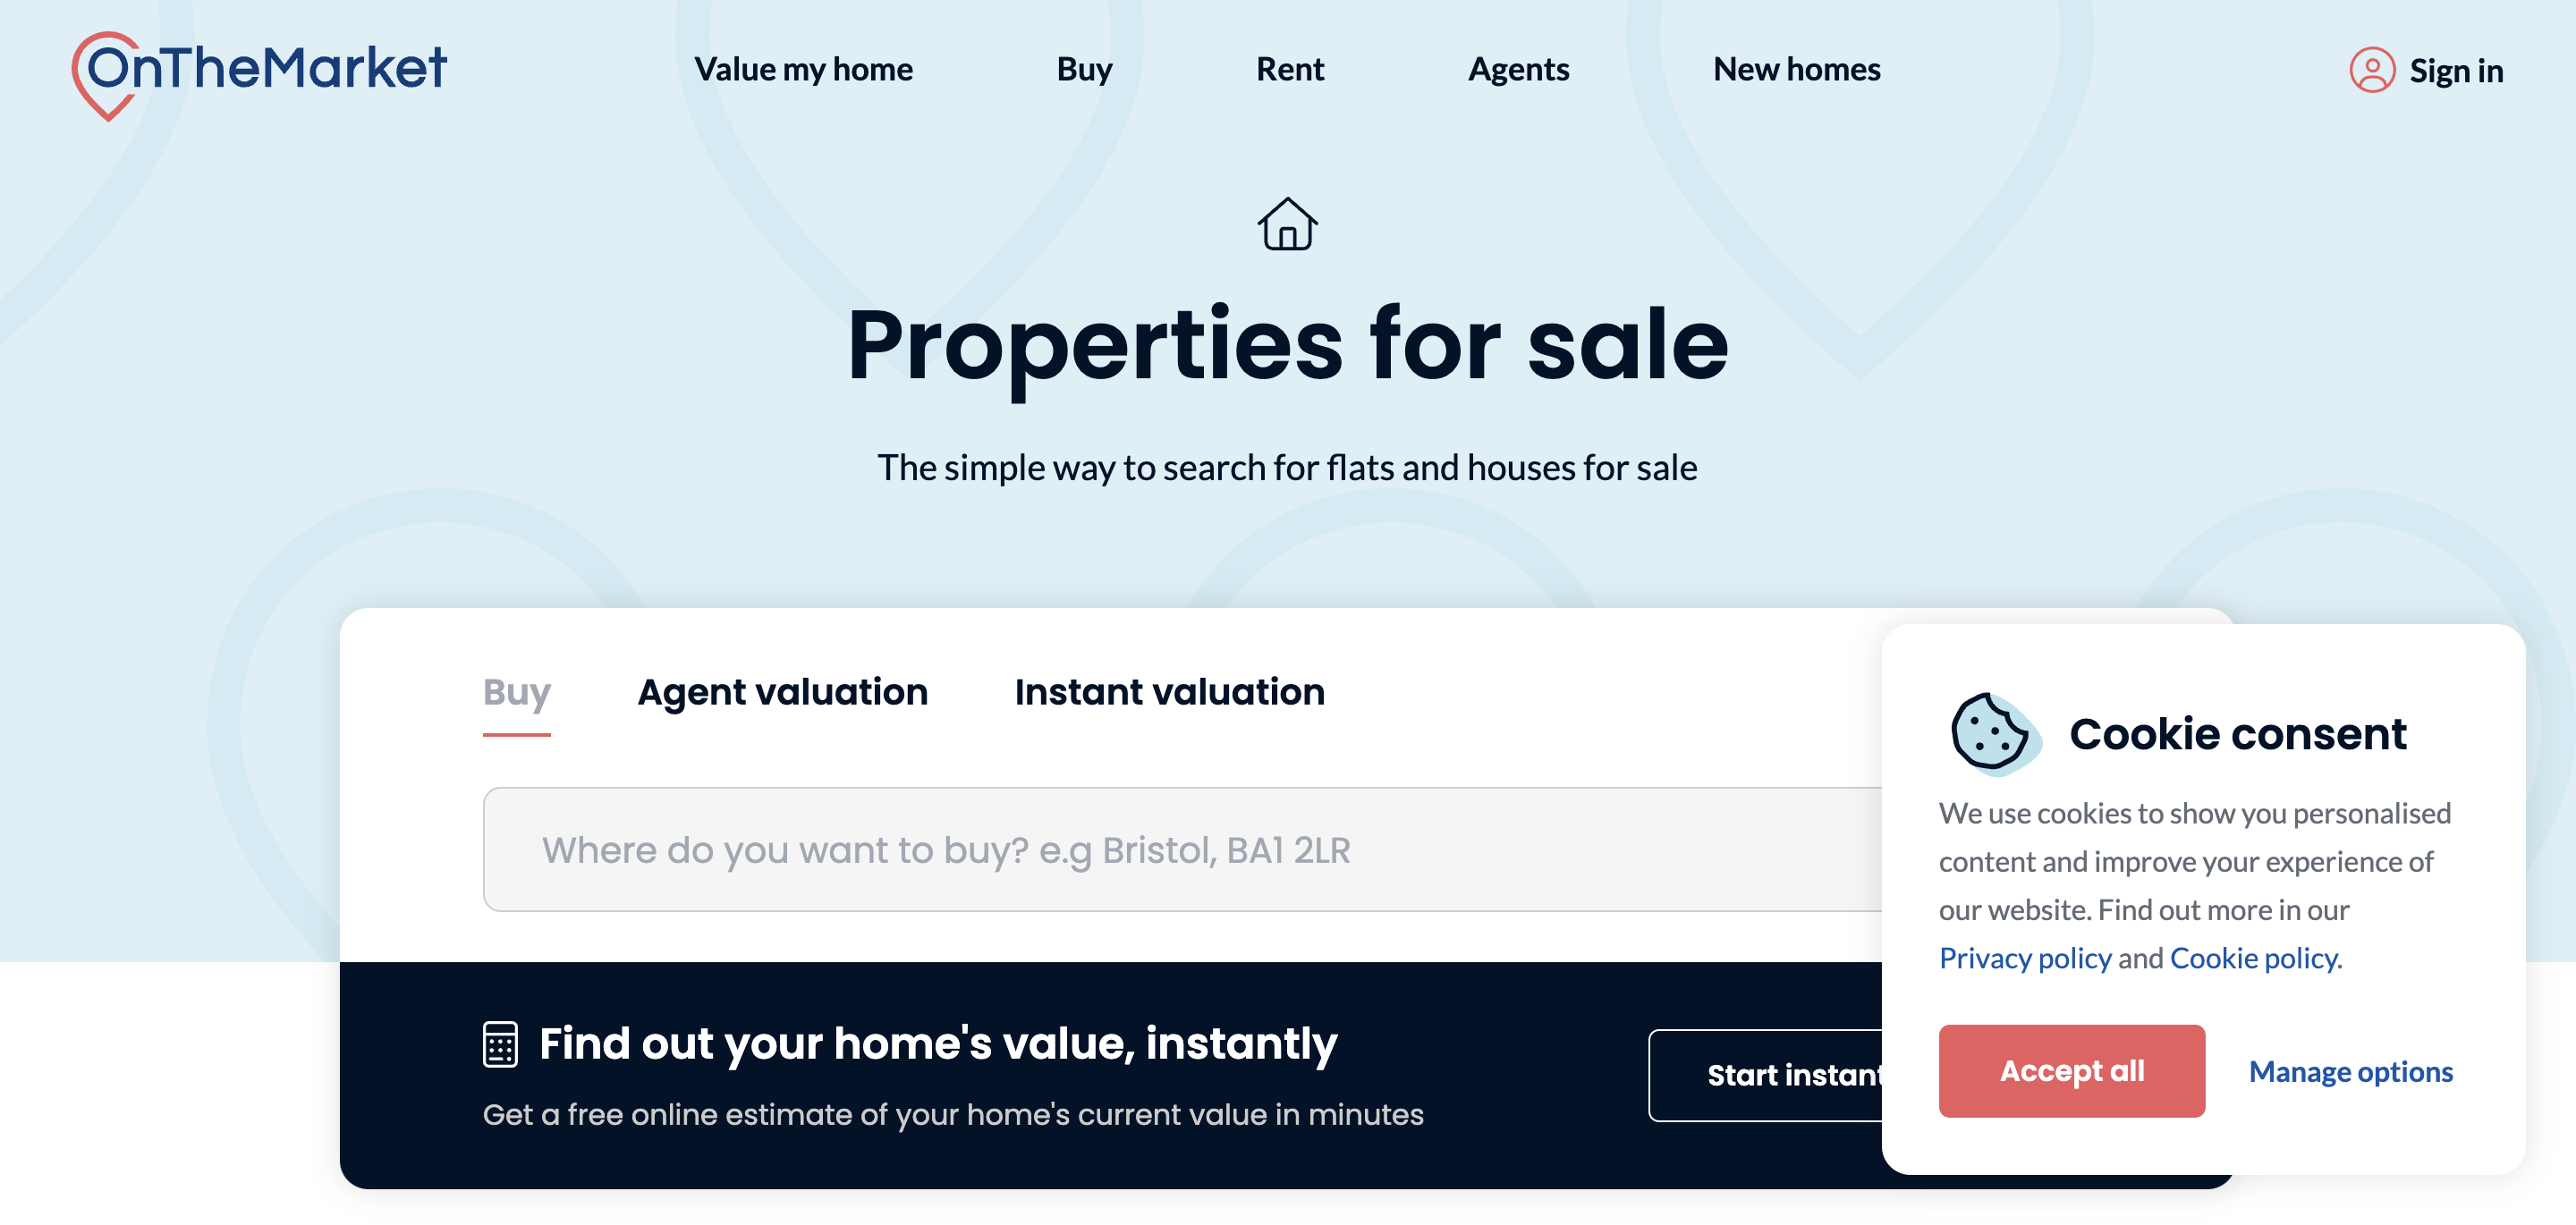 OnTheMarket
Value my home
Buy
Rent
Agents
New homes
Sign in
Properties for sale
The simple way to search for flats and houses for sale
Buy
Agent valuation
Instant valuation
Where do you want to buy? e.g Bristol, BA1 2LR
Find out your home's value, instantly
Get a free online estimate of your home's current value in minutes
Start instant
Cookie consent
We use cookies to show you personalised
content and improve your experience of
our website. Find out more in our
Privacy policy and Cookie policy.
Accept all
Manage options